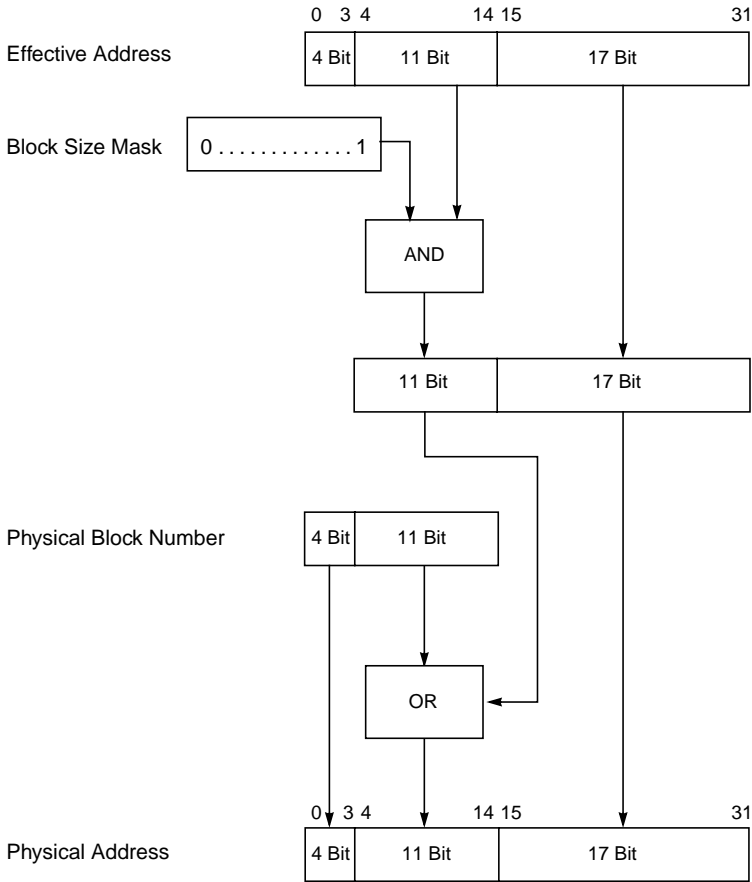 0 3 4 14 15 31
Effective Address 4 Bit 11 Bit 17 Bit
Block Size Mask 0 . . . . . . . . . . . . . 1
AND
11 Bit 17 Bit
Physical Block Number 4 Bit 11 Bit
OR
0 3 4 14 15 31
Physical Address 4 Bit 11 Bit 17 Bit